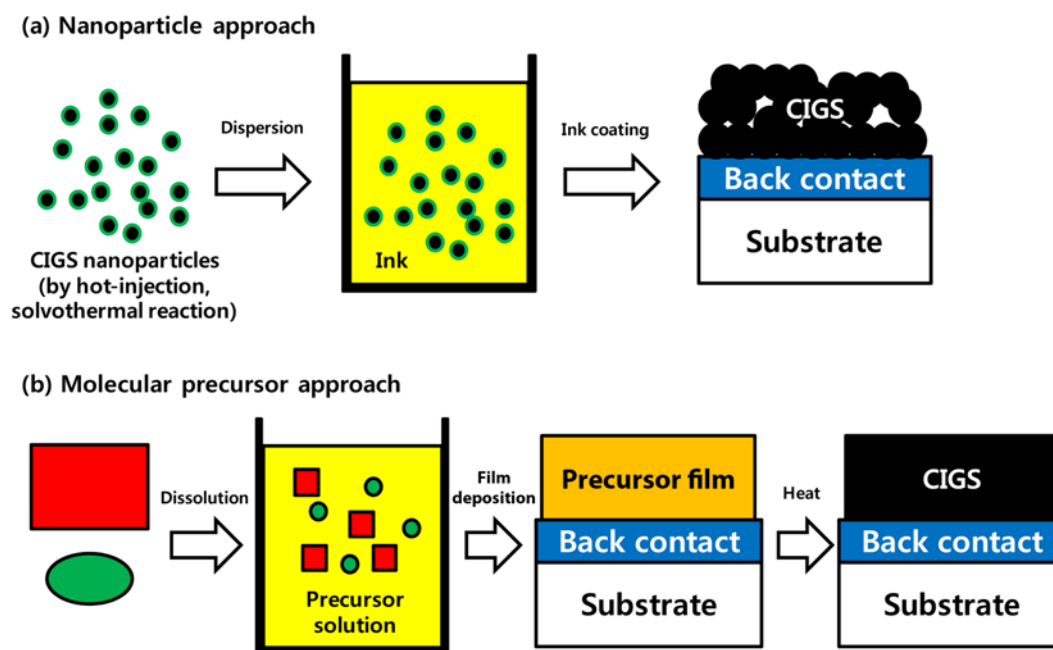 (a) Nanoparticle approach
Dispersion
Ink coating
CIGS
Back contact
Substrate
Ink
CIGS nanoparticles
(by hot-injection,
solvothermal reaction)
(b) Molecular precursor approach
Dissolution
Precursor
solution
Film
deposition
Precursor film
Back contact
Substrate
Heat
CIGS
Back contact
Substrate